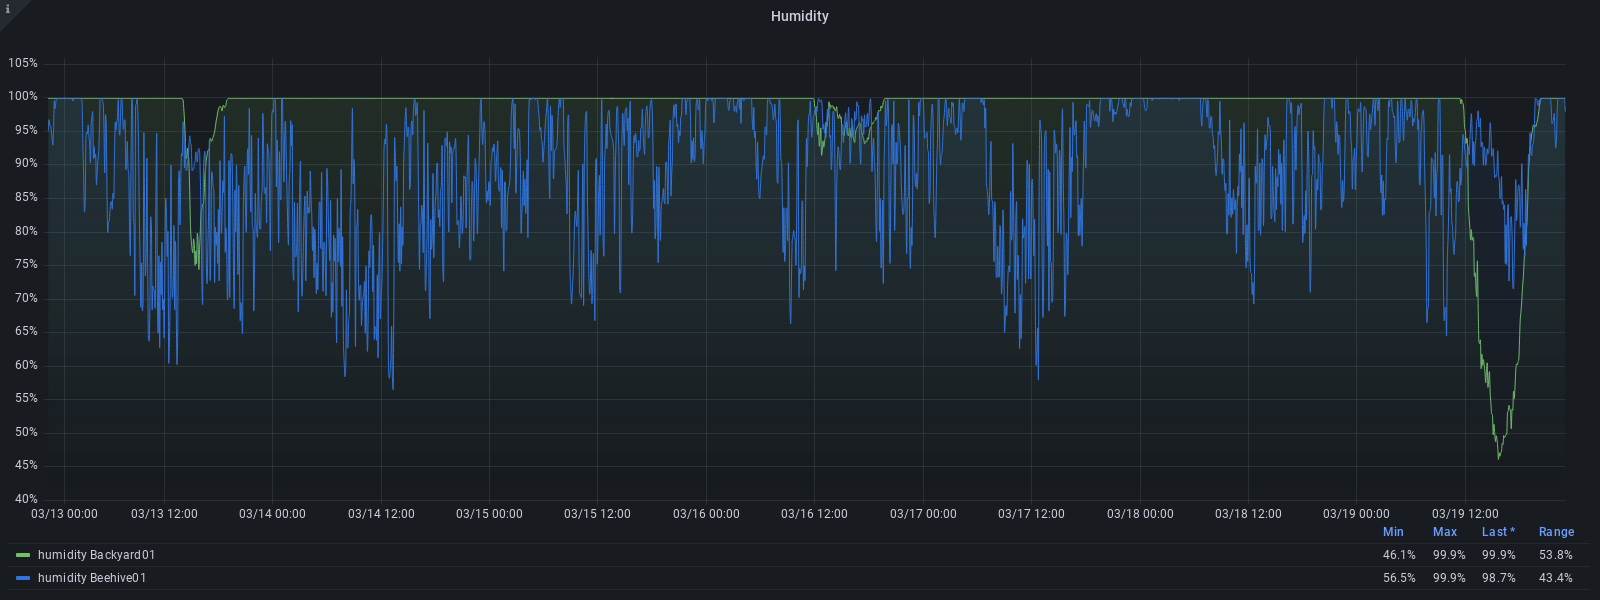 i
Humidity
105%
100%
95%
90%
85%
80%
75%
70%
65%
60%
55%
50%
45%
40%
03/13 00:00 03/13 12:00 03/14 00:00 03/14 12:00 03/15 00:00 03/15 12:00 03/16 00:00 03/16 12:00 03/17 00:00 03/17 12:00 03/18 00:00 03/18 12:00 03/19 00:00 03/19 12:00
Min Max Last * Range
humidity Backyard01 46.1% 99.9% 99.9% 53.8%
humidity Beehive01 56.5% 99.9% 98.7% 43.4%